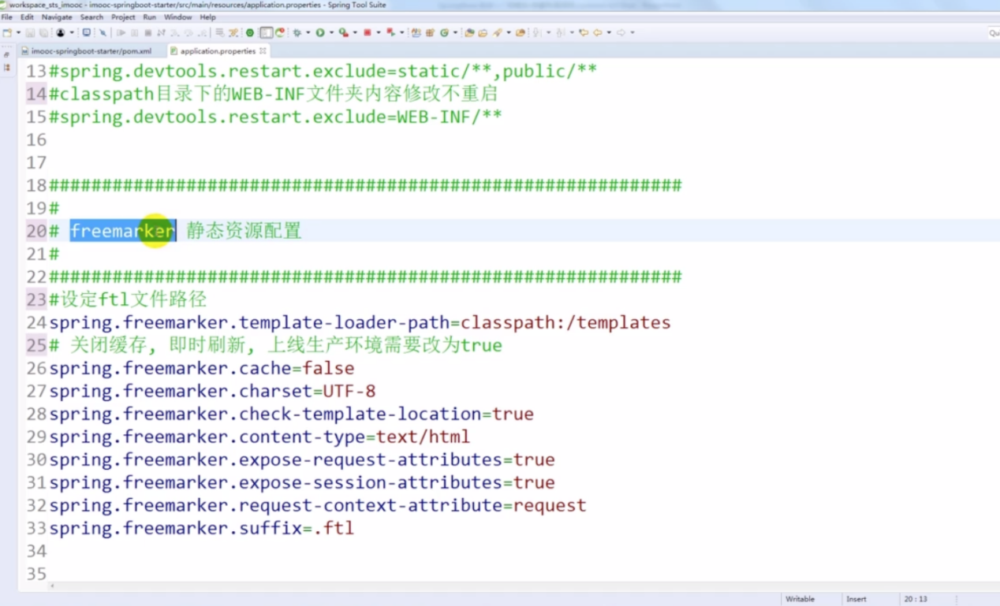 workspace_sts_imooc - imooc-springboot-starter/src/main/resources/application.properties - Spring Tool Suite
File Edit Navigate Search Project Run Window Help
Qu
imooc-springboot-starter/pom.xml application.properties
13#spring.devtools.restart.exclude=static/**,public/**
14#classpath目录下的WEB-INF文件夹内容修改不重启
15#spring.devtools.restart.exclude=WEB-INF/**
16
17
18############################################################
19#
20# freemarker 静态资源配置
21#
22############################################################
23#设定ftl文件路径
24spring.freemarker.template-loader-path=classpath:/templates
25# 关闭缓存, 即时刷新, 上线生产环境需要改为true
26spring.freemarker.cache=false
27spring.freemarker.charset=UTF-8
28spring.freemarker.check-template-location=true
29spring.freemarker.content-type=text/html
30spring.freemarker.expose-request-attributes=true
31spring.freemarker.expose-session-attributes=true
32spring.freemarker.request-context-attribute=request
33spring.freemarker.suffix=.ftl
34
35
Writable Insert 20 : 13